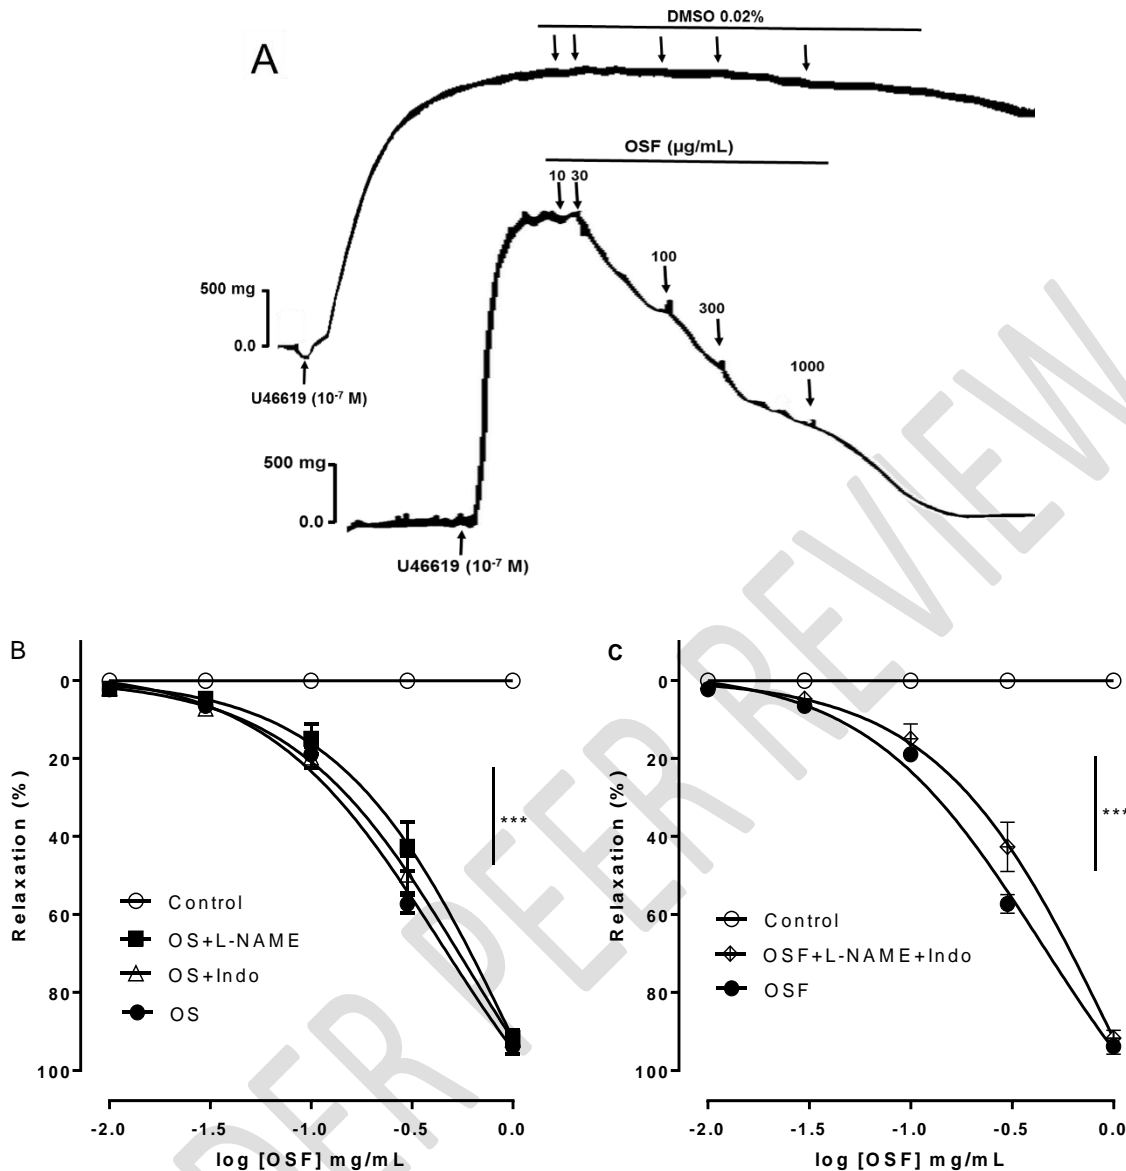 A
DMSO 0.02%
OSF (µg/mL)
10 30
100
300
1000
500 mg
0.0
U46619 (10⁻⁷ M)
500 mg
0.0
U46619 (10⁻⁷ M)
B
Relaxation (%)
0
20
40
60
80
100
***
Control
OS+L-NAME
OS+Indo
OS
-2.0 -1.5 -1.0 -0.5 0.0
log [OSF] mg/mL
C
Relaxation (%)
0
20
40
60
80
100
***
Control
OSF+L-NAME+Indo
OSF
-2.0 -1.5 -1.0 -0.5 0.0
log [OSF] mg/mL
PEER REVIEW